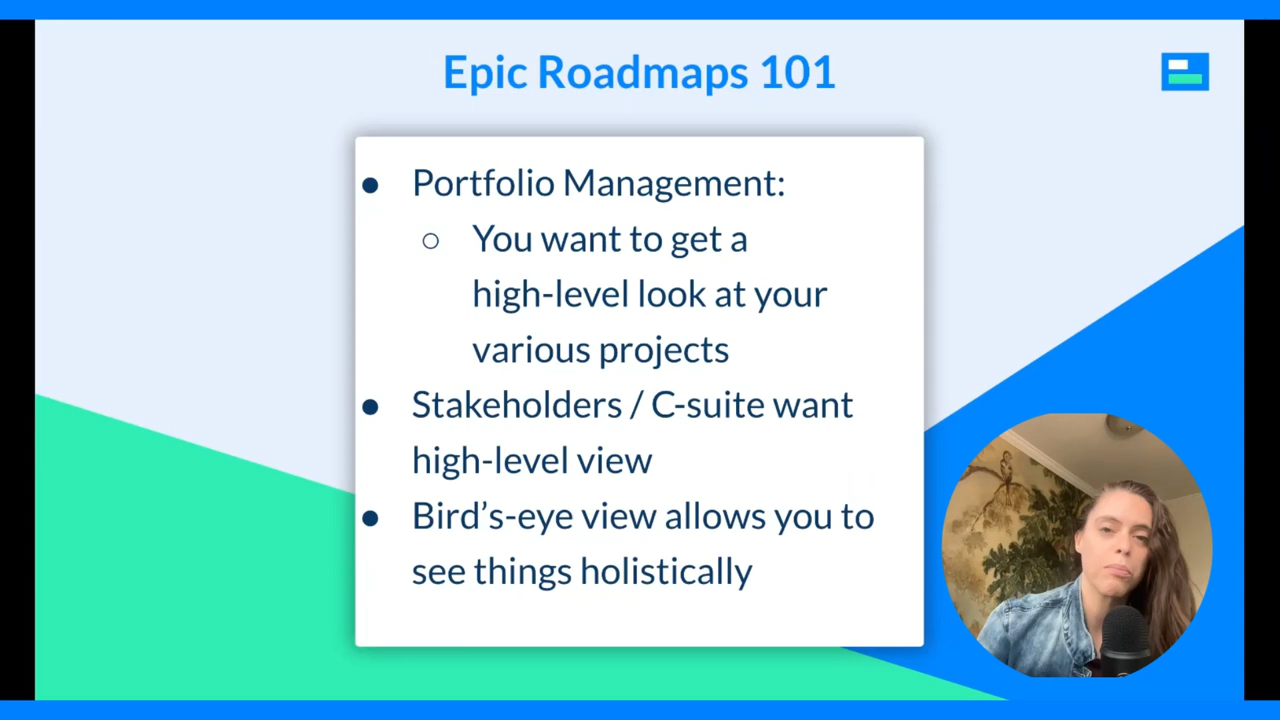 Epic Roadmaps 101
● Portfolio Management:
○ You want to get a
high-level look at your
various projects
● Stakeholders / C-suite want
high-level view
● Bird’s-eye view allows you to
see things holistically